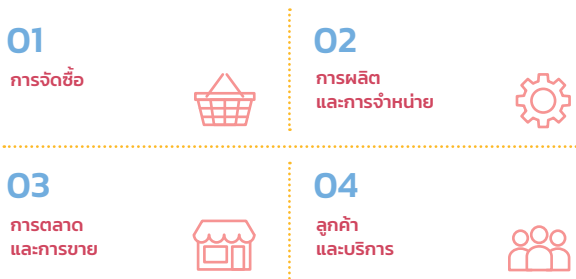 01
การจัดซื้อ
02
การผลิต
และการจำหน่าย
03
การตลาด
และการขาย
04
ลูกค้า
และบริการ